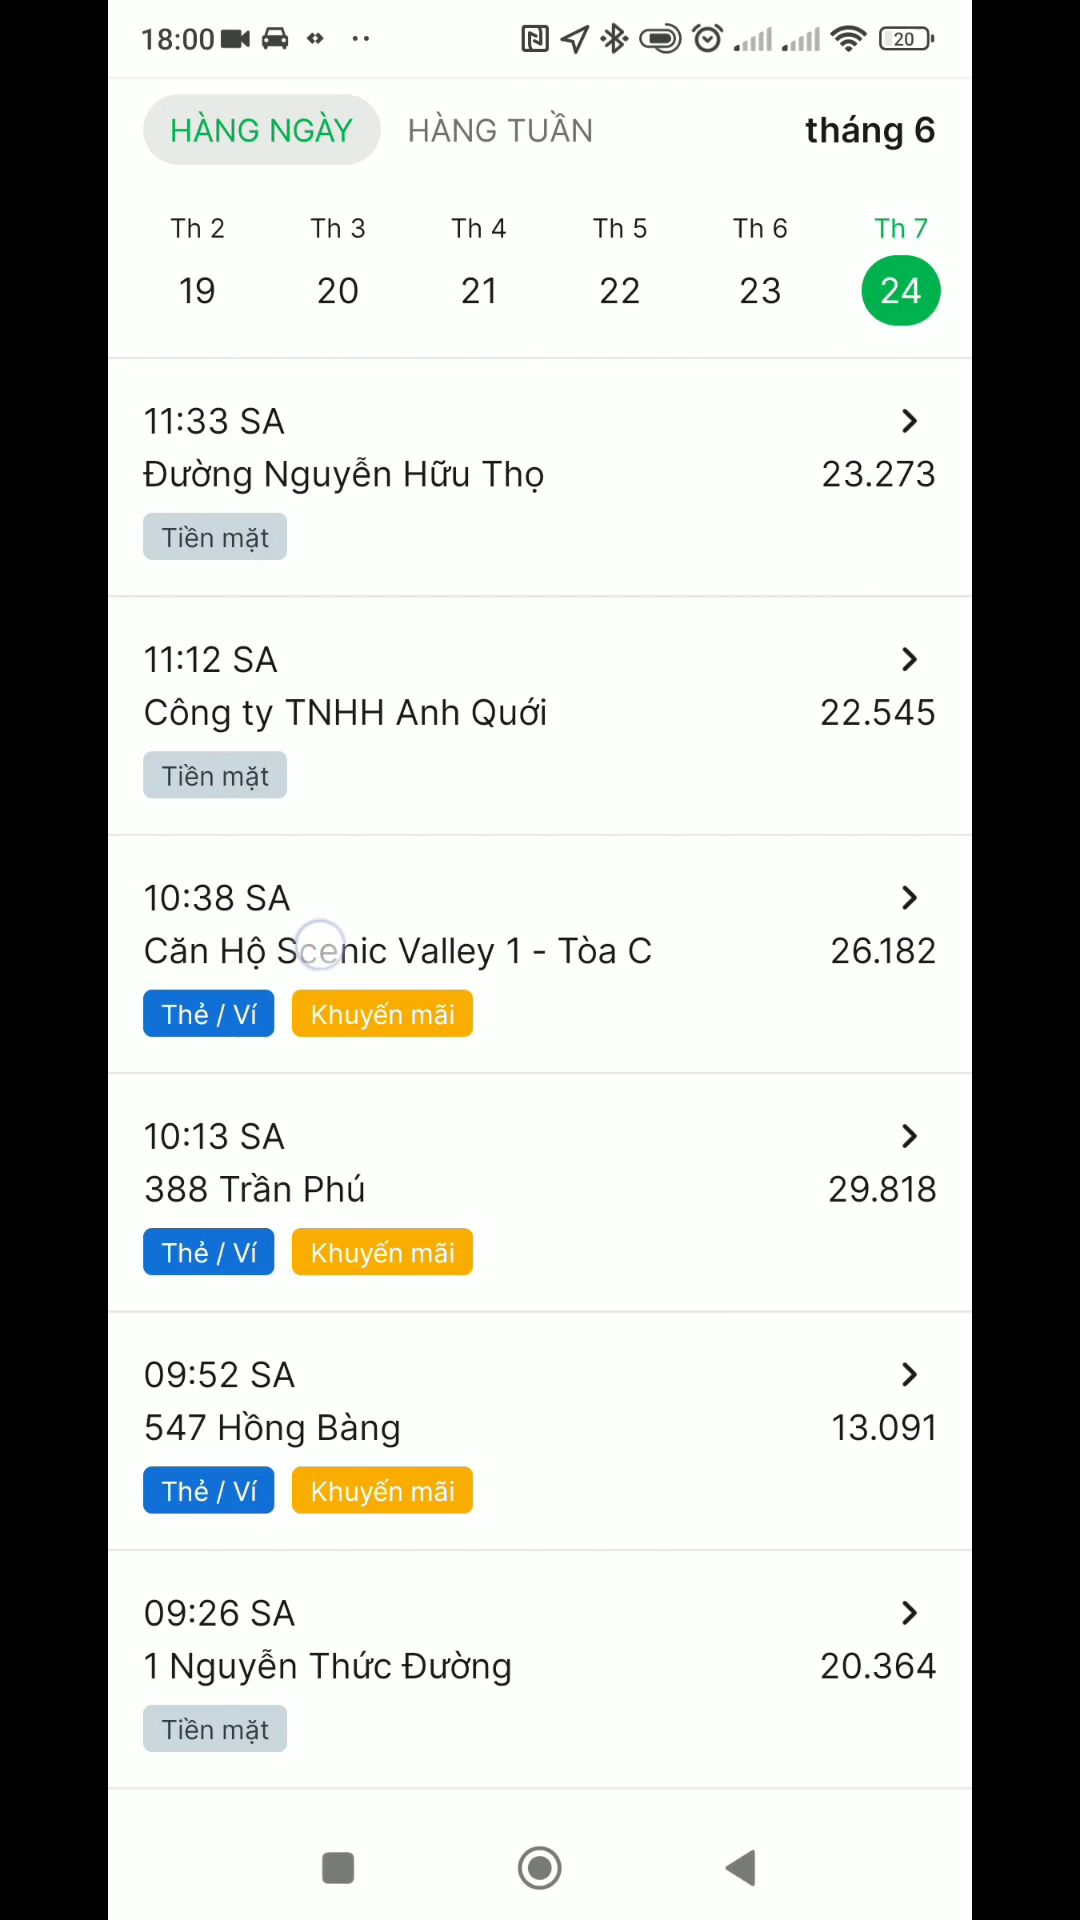 18:00
20
HÀNG NGÀY HÀNG TUẦN tháng 6
Th 2 Th 3 Th 4 Th 5 Th 6 Th 7
19 20 21 22 23 24
11:33 SA
Đường Nguyễn Hữu Thọ 23.273
Tiền mặt
11:12 SA
Công ty TNHH Anh Quới 22.545
Tiền mặt
10:38 SA
Căn Hộ Scenic Valley 1 - Tòa C 26.182
Thẻ / Ví Khuyến mãi
10:13 SA
388 Trần Phú 29.818
Thẻ / Ví Khuyến mãi
09:52 SA
547 Hồng Bàng 13.091
Thẻ / Ví Khuyến mãi
09:26 SA
1 Nguyễn Thức Đường 20.364
Tiền mặt